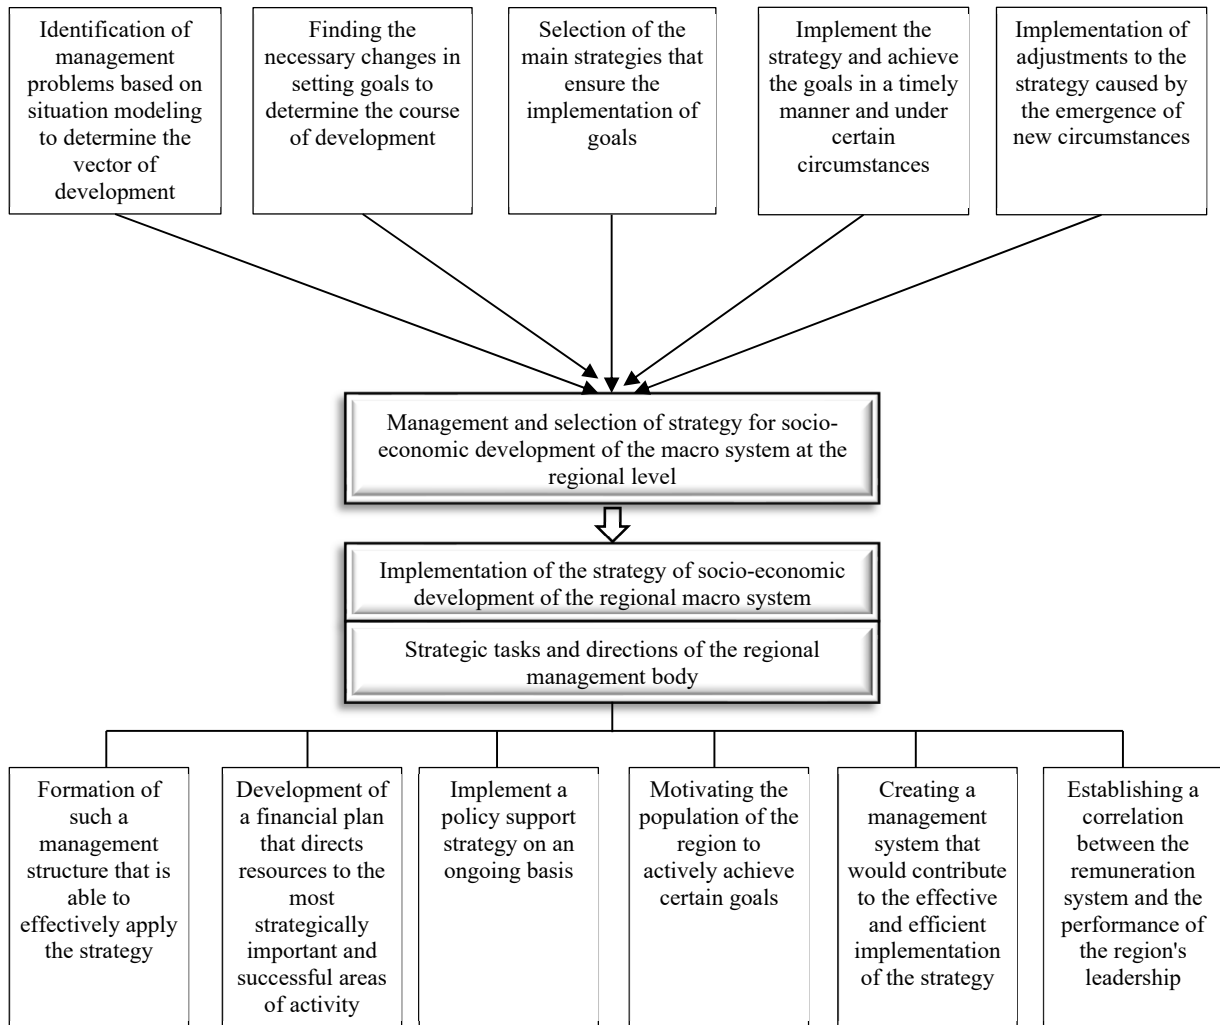 Identification of
management
problems based on
situation modeling
to determine the
vector of
development
Finding the
necessary changes in
setting goals to
determine the course
of development
Selection of the
main strategies that
ensure the
implementation of
goals
Implement the
strategy and achieve
the goals in a timely
manner and under
certain
circumstances
Implementation of
adjustments to the
strategy caused by
the emergence of
new circumstances
Management and selection of strategy for socio-
economic development of the macro system at the
regional level
Implementation of the strategy of socio-economic
development of the regional macro system
Strategic tasks and directions of the regional
management body
Formation of
such a
management
structure that is
able to
effectively apply
the strategy
Development of
a financial plan
that directs
resources to the
most
strategically
important and
successful areas
of activity
Implement a
policy support
strategy on an
ongoing basis
Motivating the
population of the
region to
actively achieve
certain goals
Creating a
management
system that
would contribute
to the effective
and efficient
implementation
of the strategy
Establishing a
correlation
between the
remuneration
system and the
performance of
the region's
leadership